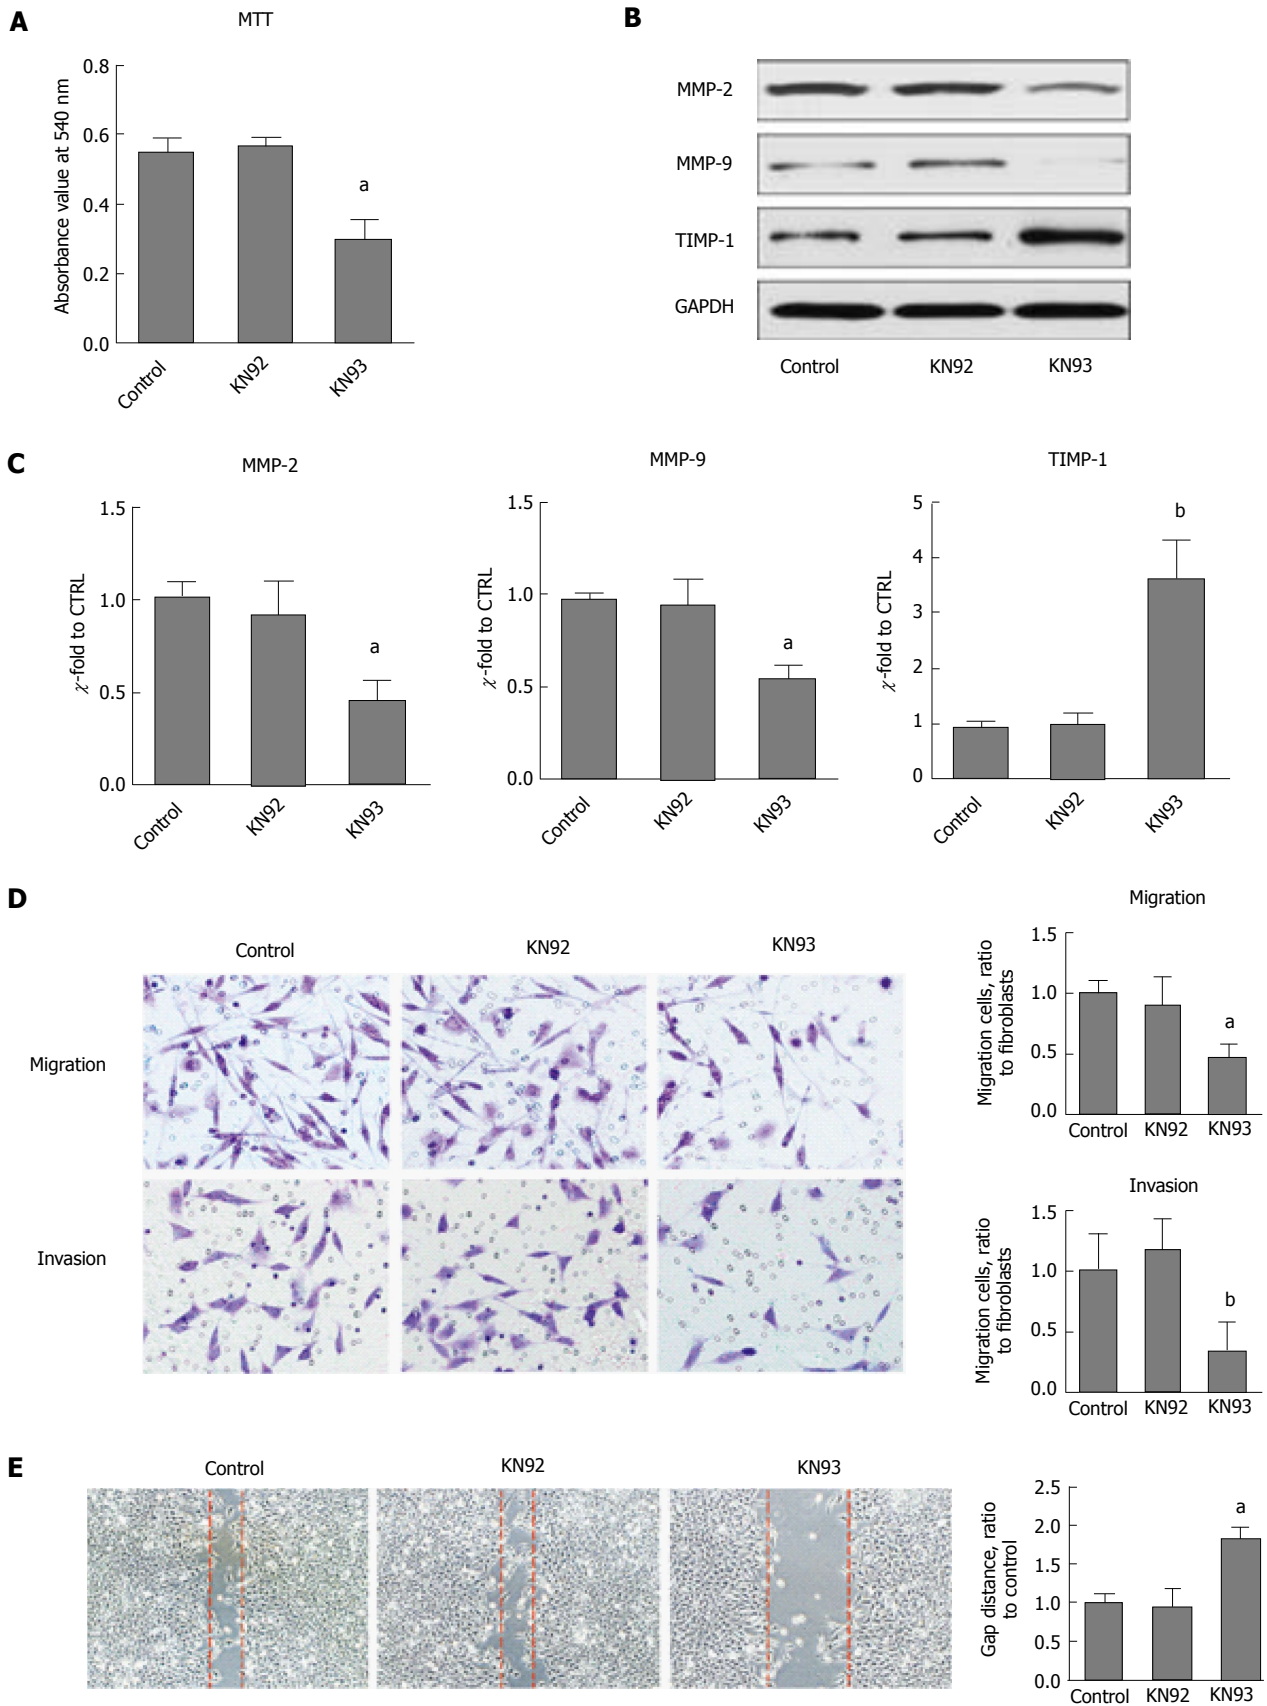 A
MTT
Absorbance value at 540 nm
0.8
0.6
0.4
0.2
0.0
a
Control
KN92
KN93
B
MMP-2
MMP-9
TIMP-1
GAPDH
Control
KN92
KN93
C
MMP-2
χ-fold to CTRL
1.5
1.0
0.5
0.0
a
Control
KN92
KN93
MMP-9
χ-fold to CTRL
1.5
1.0
0.5
0.0
a
Control
KN92
KN93
TIMP-1
χ-fold to CTRL
5
4
3
2
1
0
b
Control
KN92
KN93
D
Control
KN92
KN93
Migration
Invasion
Migration
Migration cells, ratio
to fibroblasts
1.5
1.0
0.5
0.0
a
Control
KN92
KN93
Invasion
Migration cells, ratio
to fibroblasts
1.5
1.0
0.5
0.0
b
Control
KN92
KN93
E
Control
KN92
KN93
Gap distance, ratio
to control
2.5
2.0
1.5
1.0
0.5
0.0
a
Control
KN92
KN93